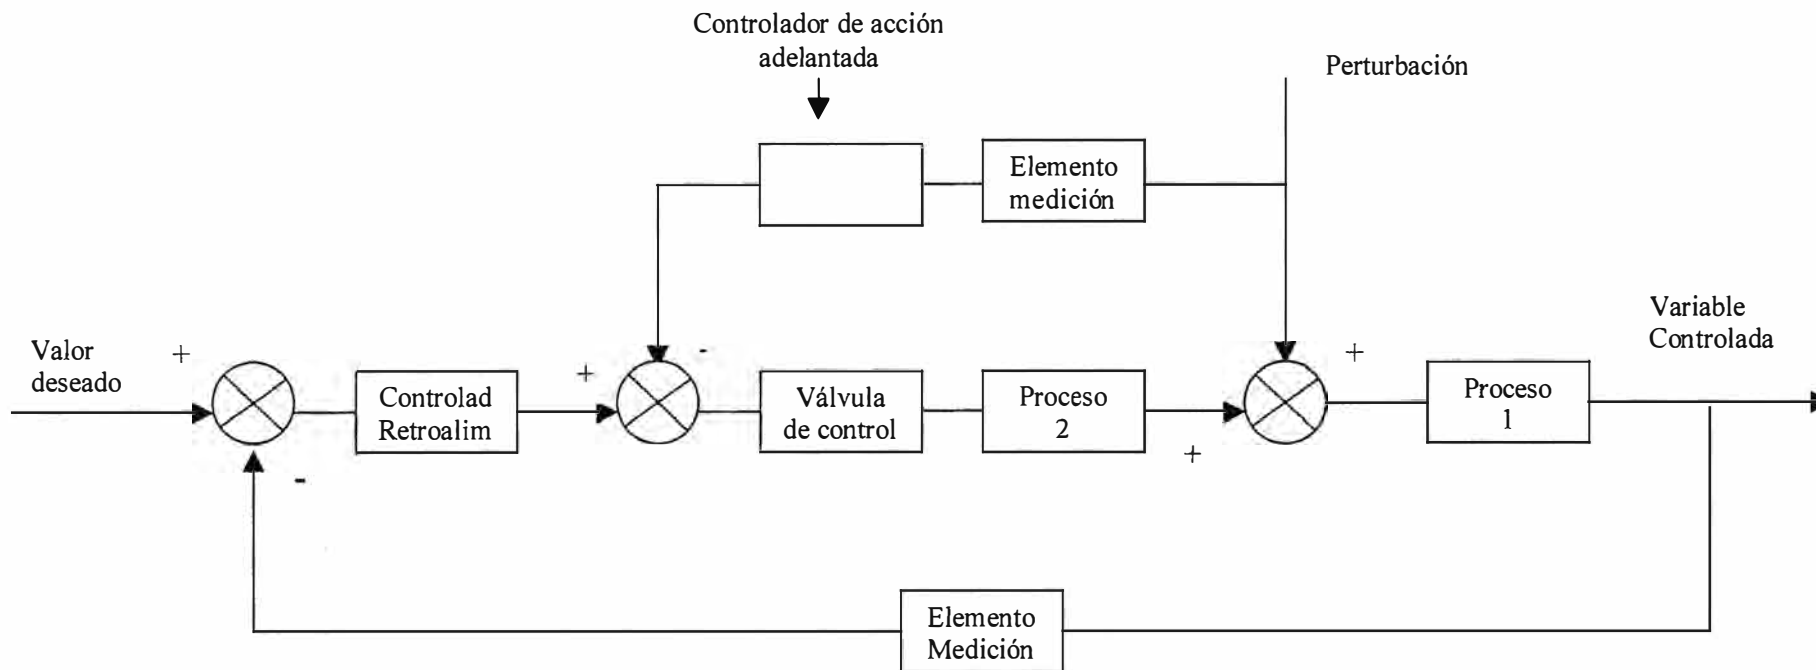 Controlador de acción
adelantada
Perturbación
Elemento
medición
Variable
Controlada
Valor
deseado
+
+
-
+
Controlad
Retroalim
Válvula
de control
Proceso
2
+
Proceso
1
-
Elemento
Medición